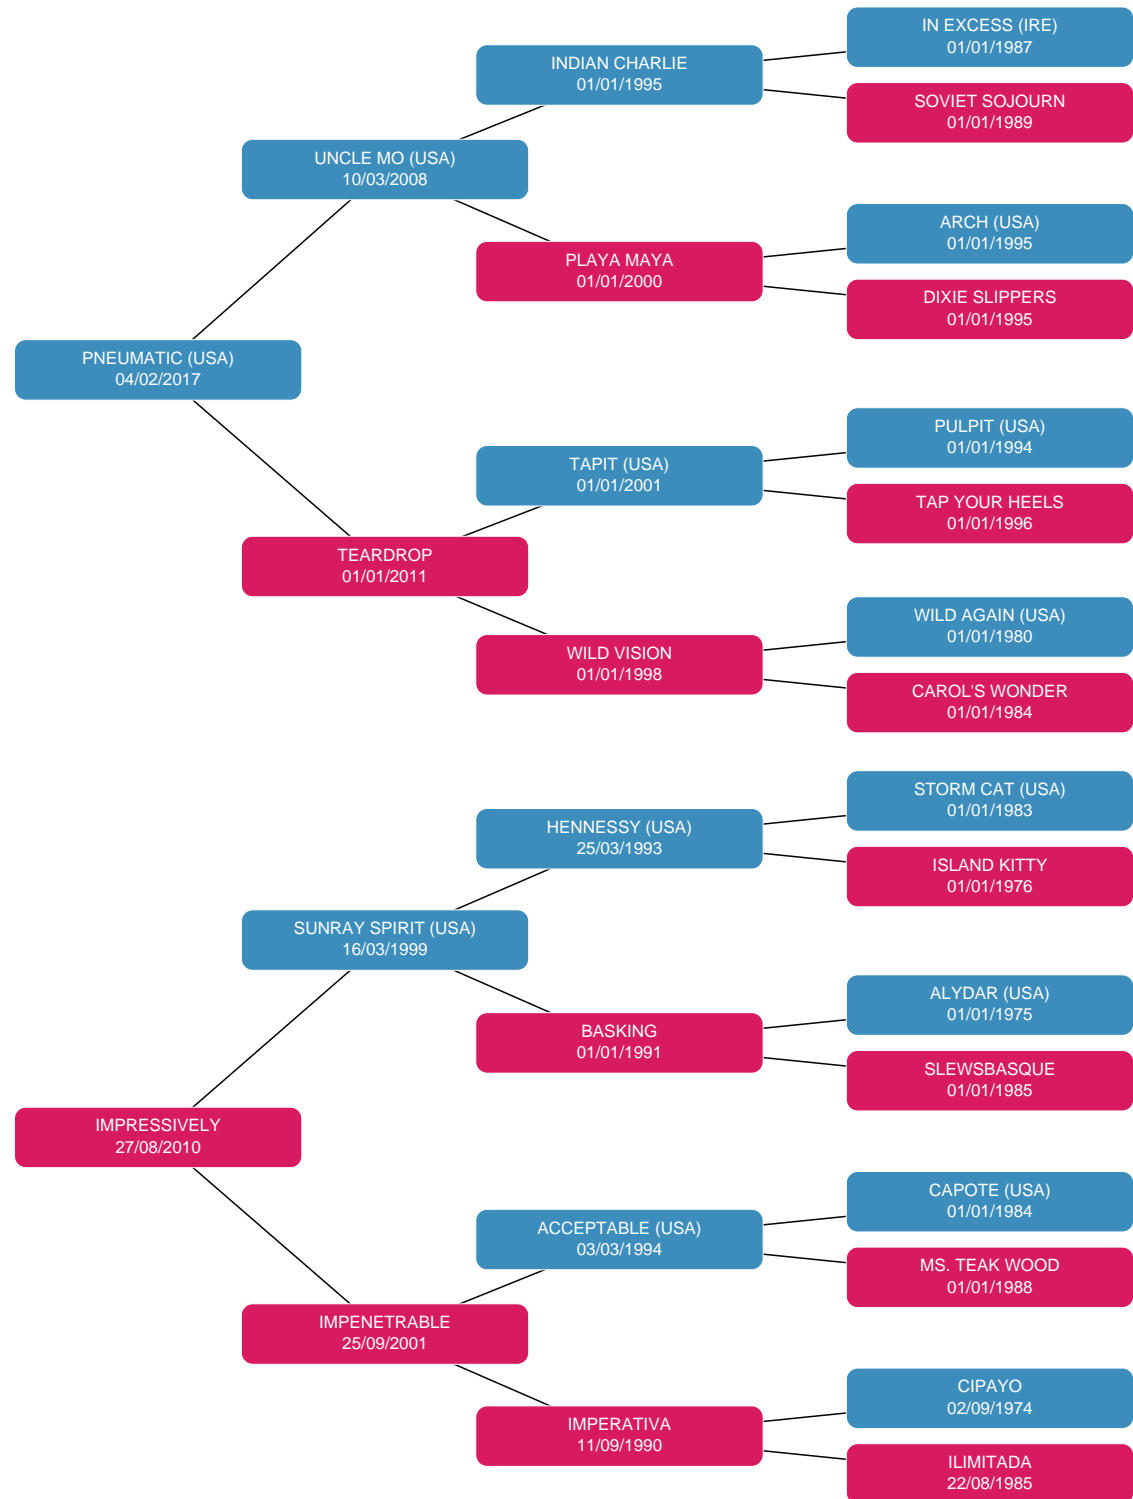 IN EXCESS (IRE)
01/01/1987
INDIAN CHARLIE
01/01/1995
SOVIET SOJOURN
01/01/1989
UNCLE MO (USA)
10/03/2008
ARCH (USA)
01/01/1995
PLAYA MAYA
01/01/2000
DIXIE SLIPPERS
01/01/1995
PNEUMATIC (USA)
04/02/2017
PULPIT (USA)
01/01/1994
TAPIT (USA)
01/01/2001
TAP YOUR HEELS
01/01/1996
TEARDROP
01/01/2011
WILD AGAIN (USA)
01/01/1980
WILD VISION
01/01/1998
CAROL'S WONDER
01/01/1984
STORM CAT (USA)
01/01/1983
HENNESSY (USA)
25/03/1993
ISLAND KITTY
01/01/1976
SUNRAY SPIRIT (USA)
16/03/1999
ALYDAR (USA)
01/01/1975
BASKING
01/01/1991
SLEWSBASQUE
01/01/1985
IMPRESSIVELY
27/08/2010
CAPOTE (USA)
01/01/1984
ACCEPTABLE (USA)
03/03/1994
MS. TEAK WOOD
01/01/1988
IMPENETRABLE
25/09/2001
CIPAYO
02/09/1974
IMPERATIVA
11/09/1990
ILIMITADA
22/08/1985